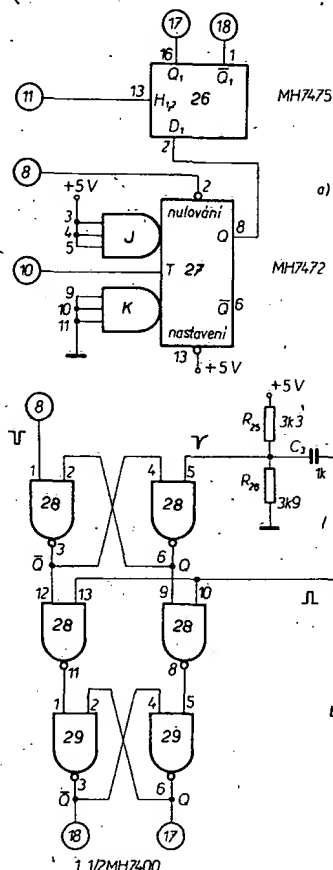 17
18
16
1
Q₁
Q̄₁
11
13
H₁,₂
26
MH7475
D₁
2
8
a)
+5 V
2
nulování
3
4
5
J
Q
8
10
T
27
MH7472
9
10
11
K
Q̄
6
nastavení
13
+5 V
8
+5 V
R₂₅
3k3
C₃
1k
1
2
4
5
28
28
R₂₆
3k9
3
6
Q̄
Q
12
13
9
10
28
28
11
8
1
2
4
5
29
29
3
6
Q̄
Q
18
17
1 1/2MH7400